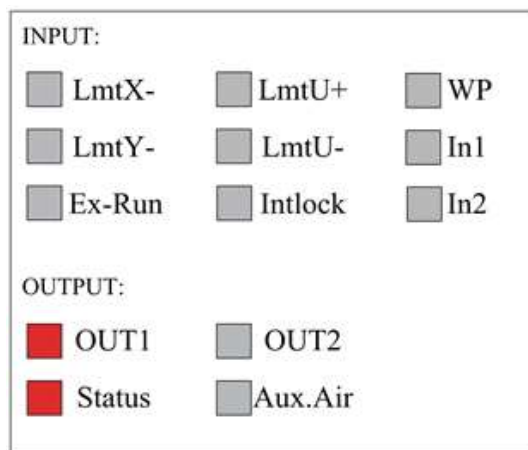 INPUT:
LmtX- LmtU+ WP
LmtY- LmtU- In1
Ex-Run Intlock In2
OUTPUT:
OUT1 OUT2
Status Aux.Air